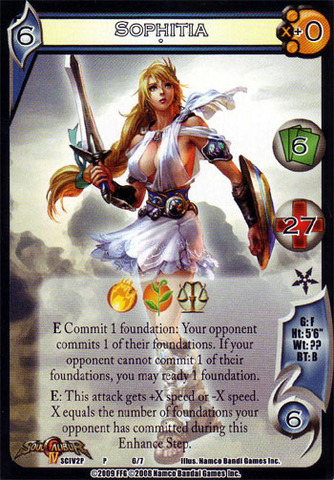 6
SOPHITIA
X+0
6
27
G: F
Ht: 5'6"
Wt: ??
BT: B
6
E Commit 1 foundation: Your opponent
commits 1 of their foundations. If your
opponent cannot commit 1 of their
foundations, you may ready 1 foundation.
E: This attack gets +X speed or -X speed.
X equals the number of foundations your
opponent has committed during this
Enhance Step.
SOULCALIBUR
IV
SCIV2P P 6/7 Illus. Namco Bandi Games Inc.
©2009 FFG ©2008 Namco Bandai Games Inc.